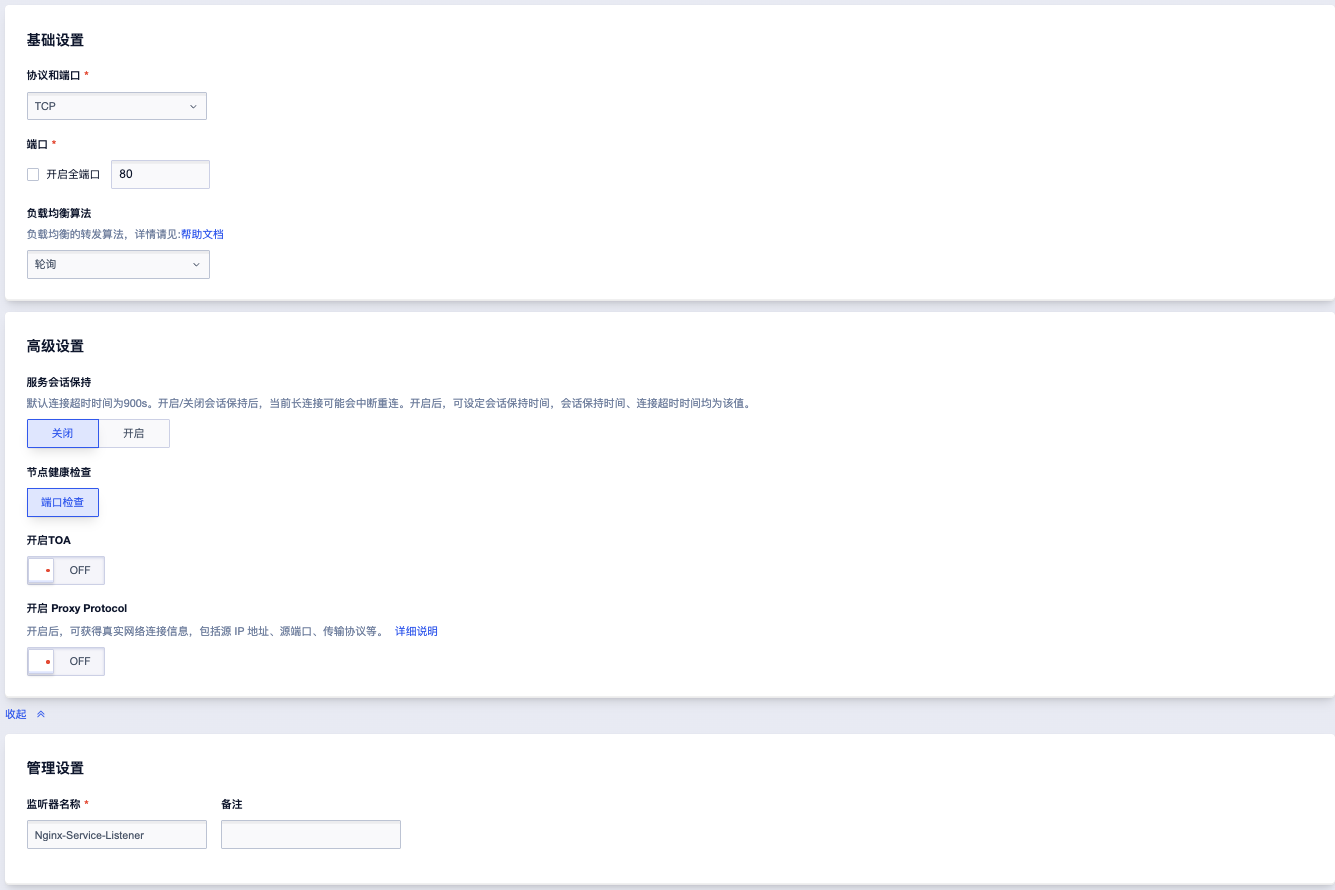 基础设置
协议和端口 *
TCP
端口 *
开启全端口 80
负载均衡算法
负载均衡的转发算法，详情请见:帮助文档
轮询
高级设置
服务会话保持
默认连接超时时间为900s。开启/关闭会话保持后，当前长连接可能会中断重连。开启后，可设定会话保持时间，会话保持时间、连接超时时间均为该值。
关闭 开启
节点健康检查
端口检查
开启TOA
OFF
开启 Proxy Protocol
开启后，可获得真实网络连接信息，包括源 IP 地址、源端口、传输协议等。 详细说明
OFF
收起
管理设置
监听器名称 * 备注
Nginx-Service-Listener